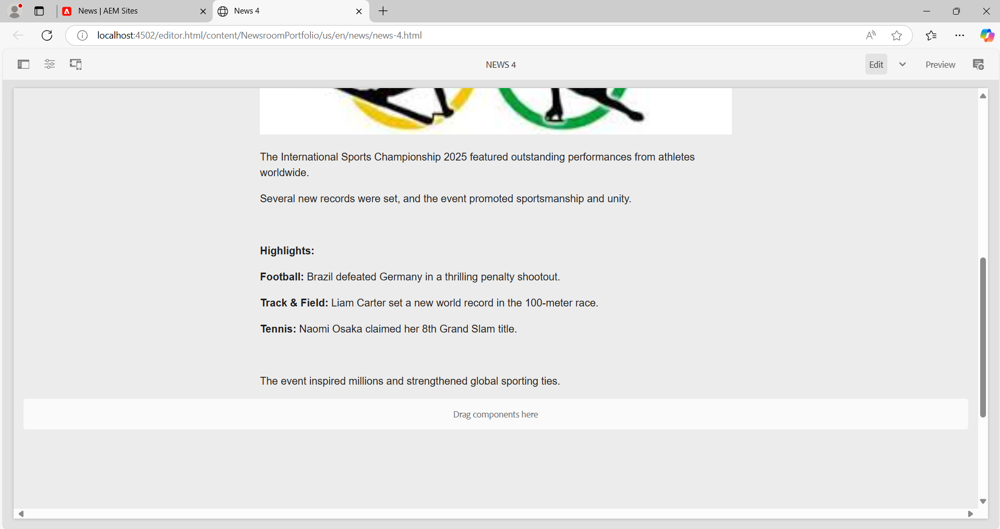 News | AEM Sites
News 4
localhost:4502/editor.html/content/NewsroomPortfolio/us/en/news/news-4.html
NEWS 4
Edit
Preview
The International Sports Championship 2025 featured outstanding performances from athletes
worldwide.
Several new records were set, and the event promoted sportsmanship and unity.
Highlights:
Football: Brazil defeated Germany in a thrilling penalty shootout.
Track & Field: Liam Carter set a new world record in the 100-meter race.
Tennis: Naomi Osaka claimed her 8th Grand Slam title.
The event inspired millions and strengthened global sporting ties.
Drag components here